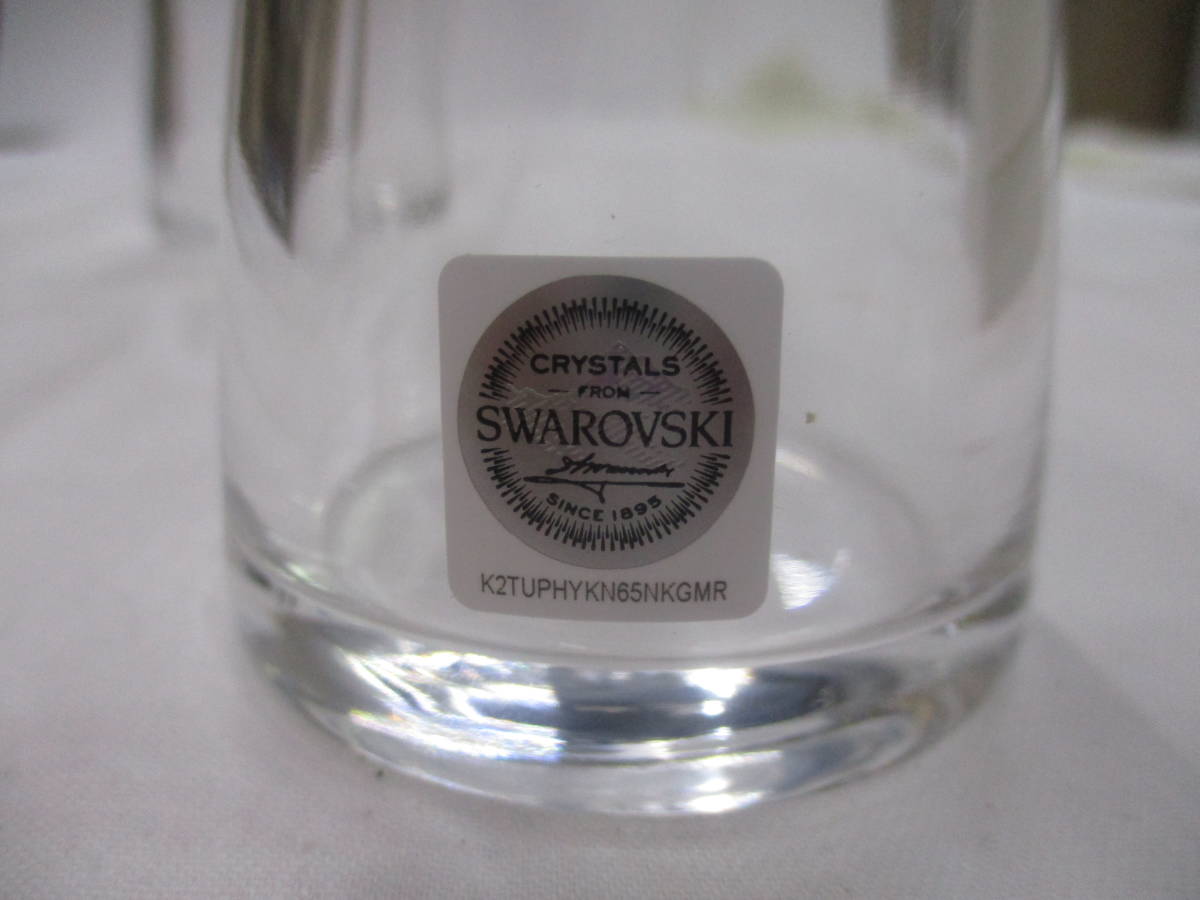 CRYSTALS
FROM
SWAROVSKI
SINCE 1895
K2TUPHYKN65NKGMR